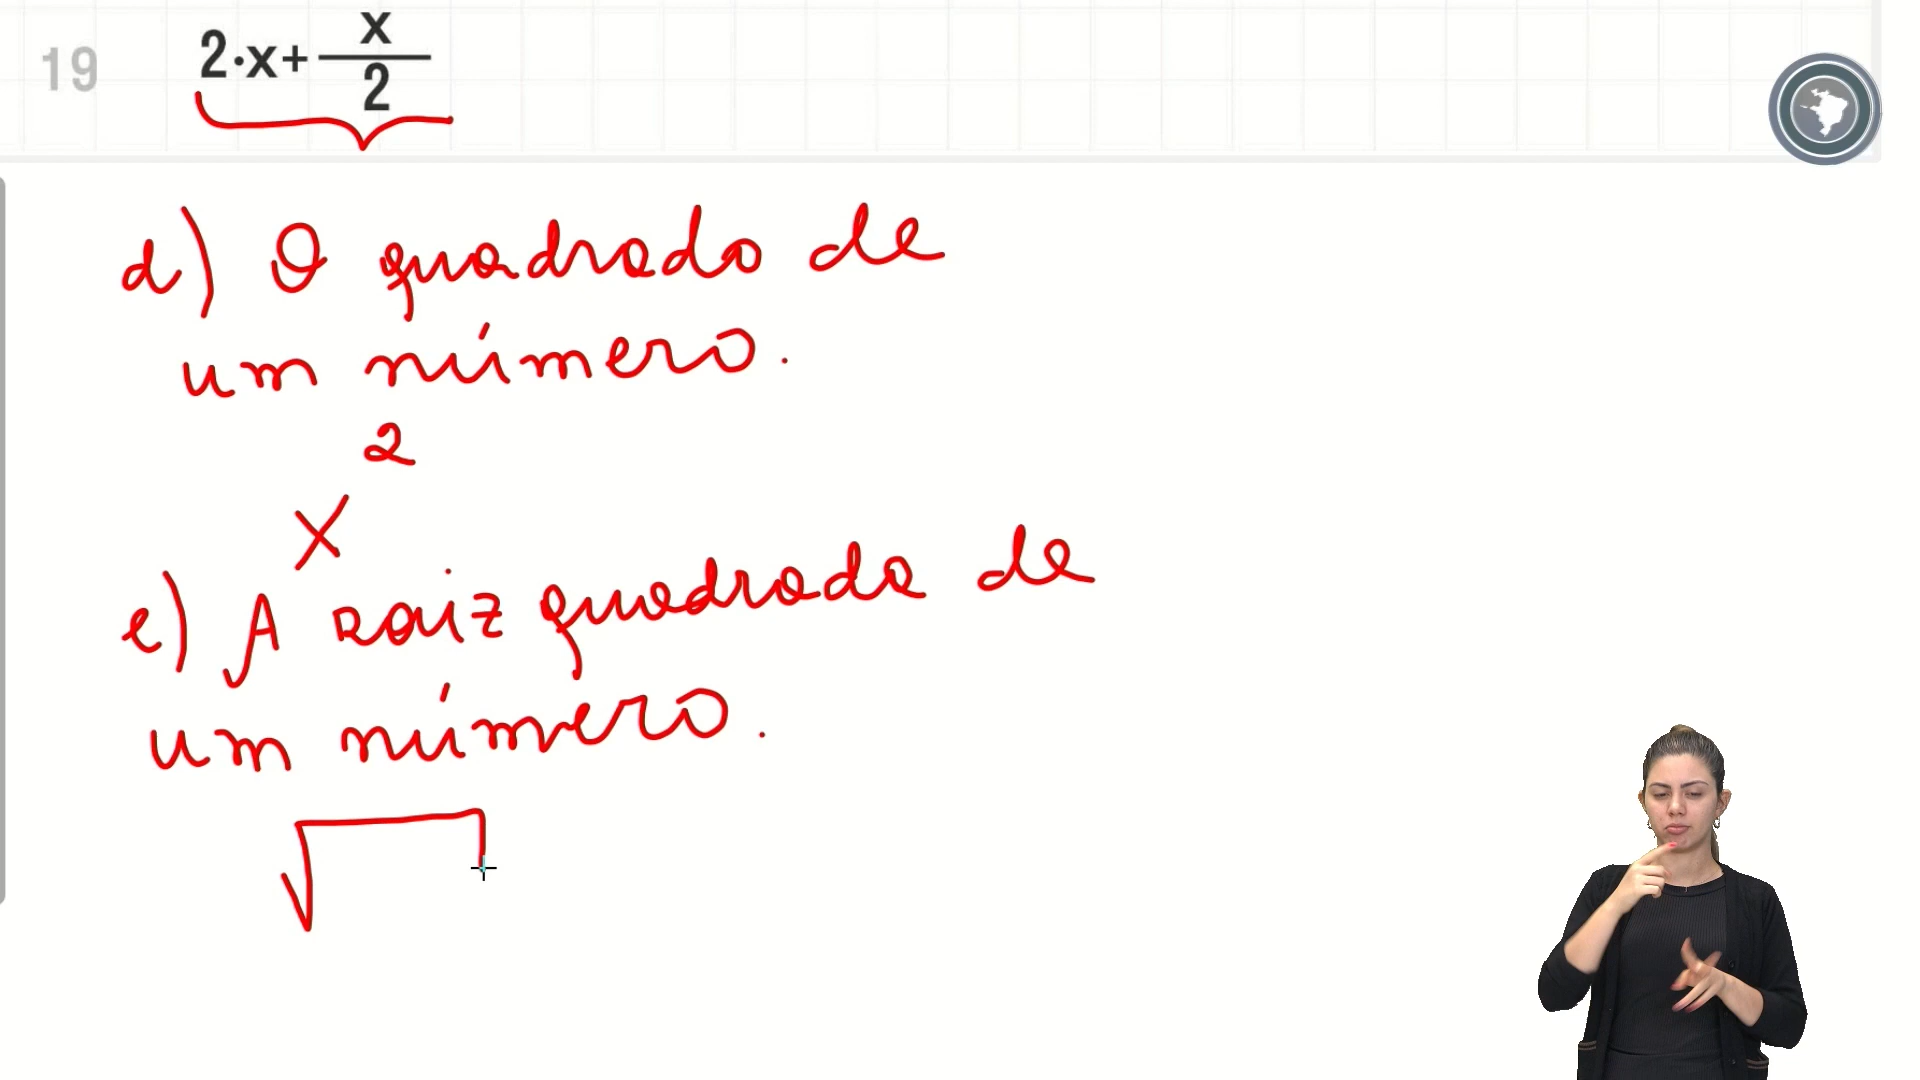 19 2·x+x/2
d) O quadrado de
um número.
x²
e) A raiz quadrada de
um número.
√